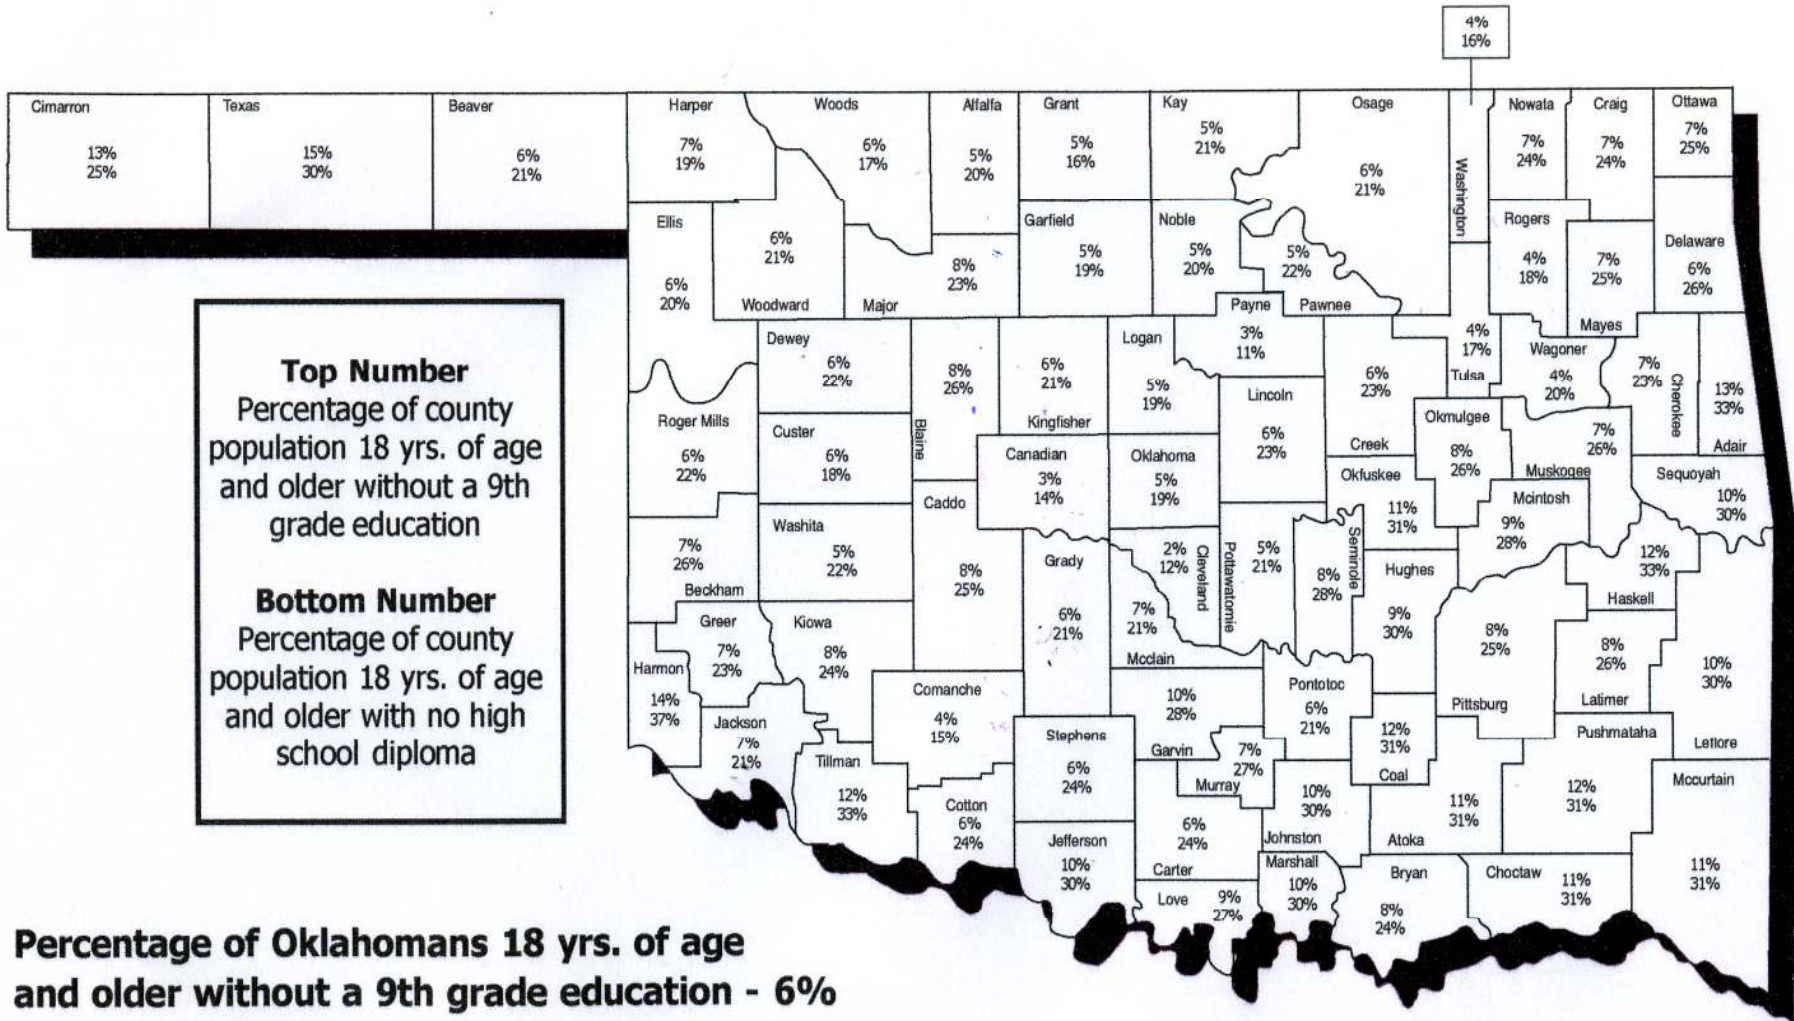 4%
16%
Cimarron
13%
25%
Texas
15%
30%
Beaver
6%
21%
Harper
7%
19%
Woods
6%
17%
Alfalfa
5%
20%
Grant
5%
16%
Kay
5%
21%
Osage
6%
21%
Washington
Nowata
7%
24%
Craig
7%
24%
Ottawa
7%
25%
Ellis
6%
20%
6%
21%
Woodward
8%
23%
Major
Garfield
5%
19%
Noble
5%
20%
5%
22%
Pawnee
Rogers
4%
18%
7%
25%
Mayes
Delaware
6%
26%
Payne
3%
11%
Dewey
6%
22%
8%
26%
Blaine
6%
21%
Kingfisher
Logan
5%
19%
Lincoln
6%
23%
6%
23%
Creek
4%
17%
Tulsa
Wagoner
4%
20%
7%
23%
Cherokee
13%
33%
Adair
Roger Mills
6%
22%
Custer
6%
18%
Canadian
3%
14%
Oklahoma
5%
19%
Okmulgee
8%
26%
7%
26%
Muskogee
Okfuskee
11%
31%
Mcintosh
9%
28%
Sequoyah
10%
30%
7%
26%
Beckham
Washita
5%
22%
Caddo
8%
25%
Grady
6%
21%
2%
12%
Cleveland
Pottawatomie
5%
21%
8%
28%
Seminole
Hughes
9%
30%
12%
33%
Haskell
Greer
7%
23%
Kiowa
8%
24%
7%
21%
Mcclain
8%
25%
Pittsburg
8%
26%
Latimer
10%
30%
Leflore
Harmon
14%
37%
Jackson
7%
21%
Comanche
4%
15%
10%
28%
Garvin
Pontotoc
6%
21%
12%
31%
Coal
Pushmataha
12%
31%
Tillman
12%
33%
Cotton
6%
24%
Stephens
6%
24%
7%
27%
Murray
10%
30%
Johnston
11%
31%
Atoka
Mccurtain
11%
31%
Jefferson
10%
30%
6%
24%
Carter
Love
9%
27%
Marshall
10%
30%
Bryan
8%
24%
Choctaw
11%
31%
Top Number
Percentage of county
population 18 yrs. of age
and older without a 9th
grade education
Bottom Number
Percentage of county
population 18 yrs. of age
and older with no high
school diploma
Percentage of Oklahomans 18 yrs. of age
and older without a 9th grade education - 6%